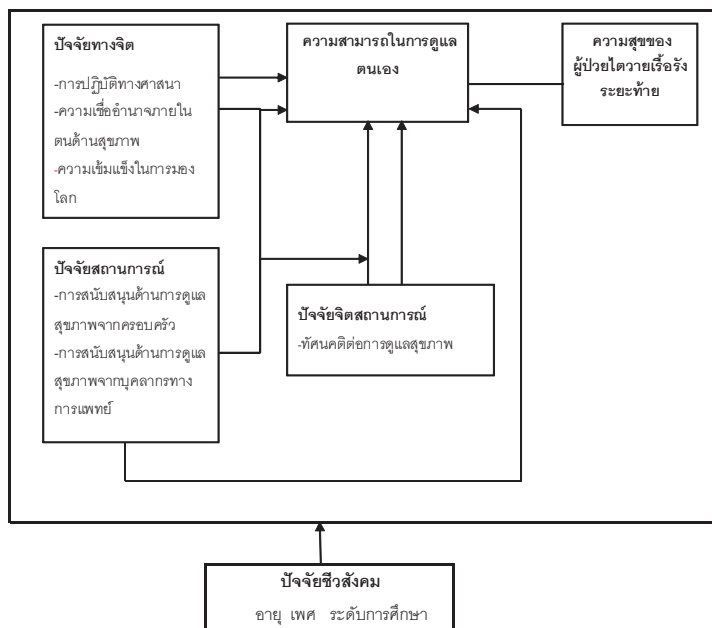 ปัจจัยทางจิต
-การปฏิบัติทางศาสนา
-ความเชื่ออำนาจภายใน
ตนด้านสุขภาพ
-ความเข้มแข็งในการมอง
โลก
ความสามารถในการดูแล
ตนเอง
ความสุขของ
ผู้ป่วยไตวายเรื้อรัง
ระยะท้าย
ปัจจัยสถานการณ์
-การสนับสนุนด้านการดูแล
สุขภาพจากครอบครัว
-การสนับสนุนด้านการดูแล
สุขภาพจากบุคลากรทาง
การแพทย์
ปัจจัยจิตสถานการณ์
-ทัศนคติต่อการดูแลสุขภาพ
ปัจจัยชีวสังคม
อายุ เพศ ระดับการศึกษา